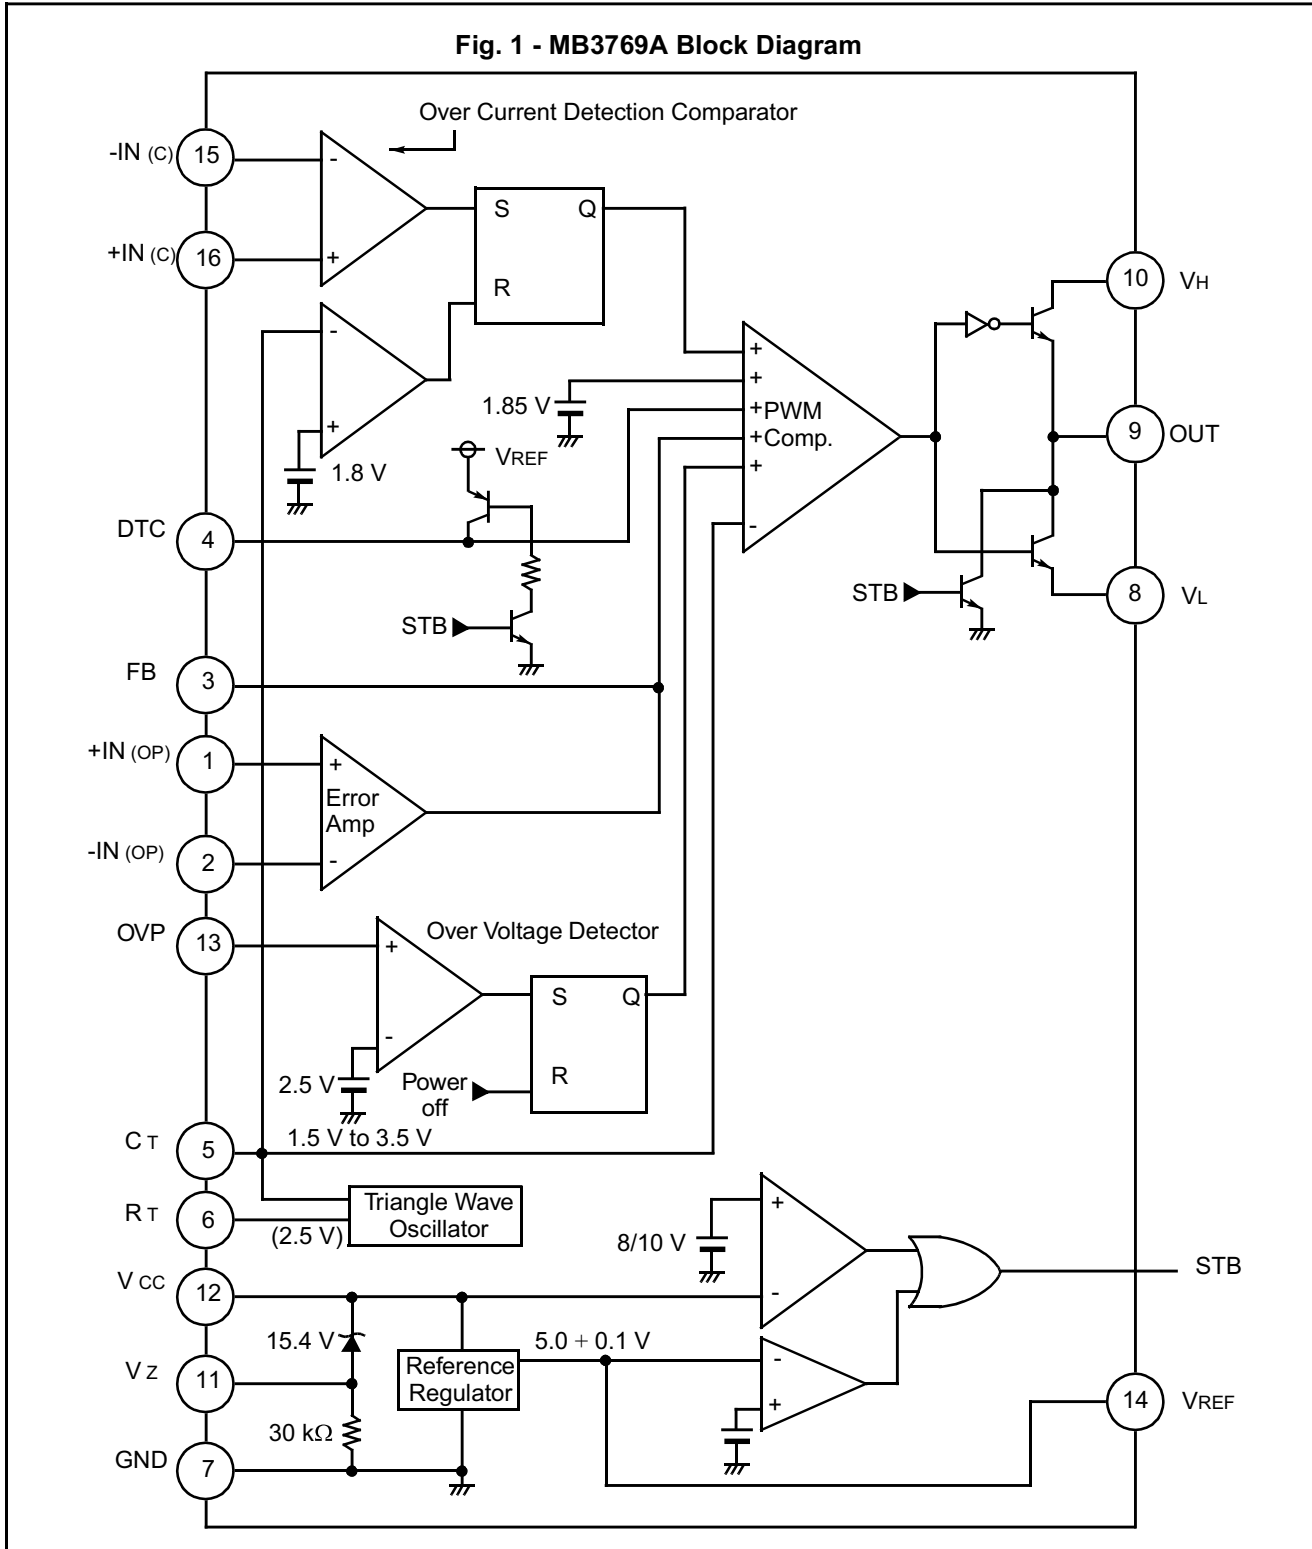 Fig. 1 - MB3769A Block Diagram
Over Current Detection Comparator
-IN (C)
15
-
S
Q
+IN (C)
16
+
R
10
VH
-
+
1.8 V
1.85 V
+
+
+
+
+
-
PWM
Comp.
9
OUT
VREF
DTC
4
STB
STB
8
VL
FB
3
+IN (OP)
1
+
Error
Amp
-IN (OP)
2
-
OVP
13
+
Over Voltage Detector
-
S
Q
R
2.5 V
Power
off
CT
5
1.5 V to 3.5 V
RT
6
(2.5 V)
Triangle Wave
Oscillator
8/10 V
+
-
STB
VCC
12
15.4 V
5.0 + 0.1 V
Reference
Regulator
-
+
VZ
11
14
VREF
30 kΩ
GND
7